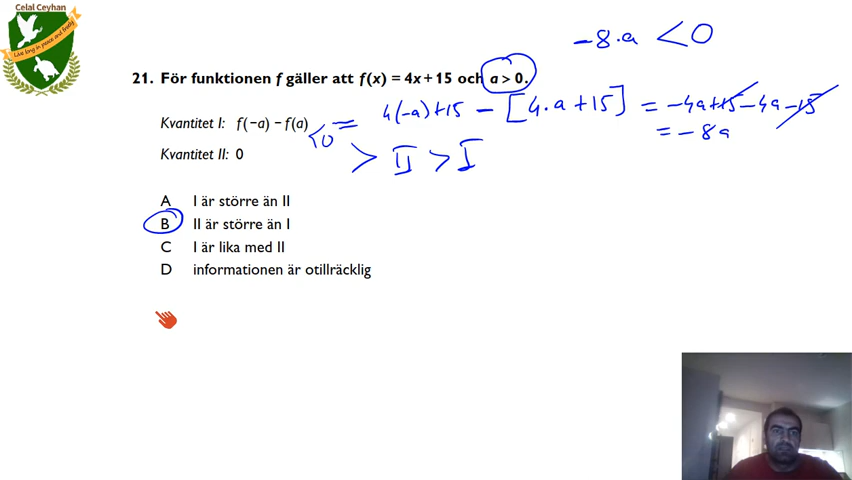 Celal Ceyhan
Live long in peace and unity
-8.a < 0
21. För funktionen f gäller att f(x) = 4x + 15 och a > 0.
Kvantitet I: f(−a) − f(a) <0 = 4(-a)+15 - [4.a+15] = -4a+15-4a-15
= -8a
Kvantitet II: 0 > II > I
A I är större än II
B II är större än I
C I är lika med II
D informationen är otillräcklig